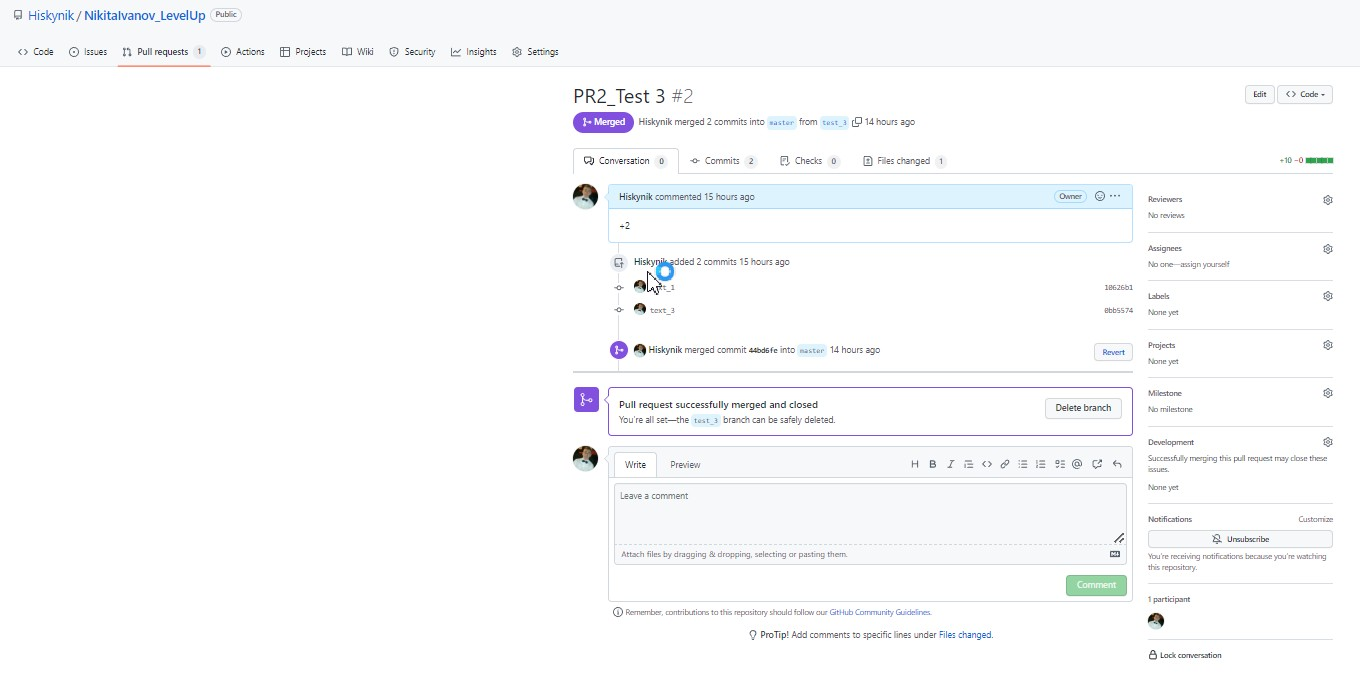 Hiskynik / NikitaIvanov_LevelUp Public
Code Issues Pull requests 1 Actions Projects Wiki Security Insights Settings
PR2_Test 3 #2
Edit Code
Merged Hiskynik merged 2 commits into master from test_3 14 hours ago
Conversation 0 Commits 2 Checks 0 Files changed 1
+10 −0
Hiskynik commented 15 hours ago Owner
+2
Hiskynik added 2 commits 15 hours ago
10626b1
text_3 0bb5574
Hiskynik merged commit 44bd6fe into master 14 hours ago Revert
Pull request successfully merged and closed
You're all set—the test_3 branch can be safely deleted.
Delete branch
Write Preview
H B I
Leave a comment
Attach files by dragging & dropping, selecting or pasting them.
Comment
Remember, contributions to this repository should follow our GitHub Community Guidelines.
ProTip! Add comments to specific lines under Files changed.
Reviewers
No reviews
Assignees
No one—assign yourself
Labels
None yet
Projects
None yet
Milestone
No milestone
Development
Successfully merging this pull request may close these
issues.
None yet
Notifications Customize
Unsubscribe
You're receiving notifications because you're watching
this repository.
1 participant
Lock conversation